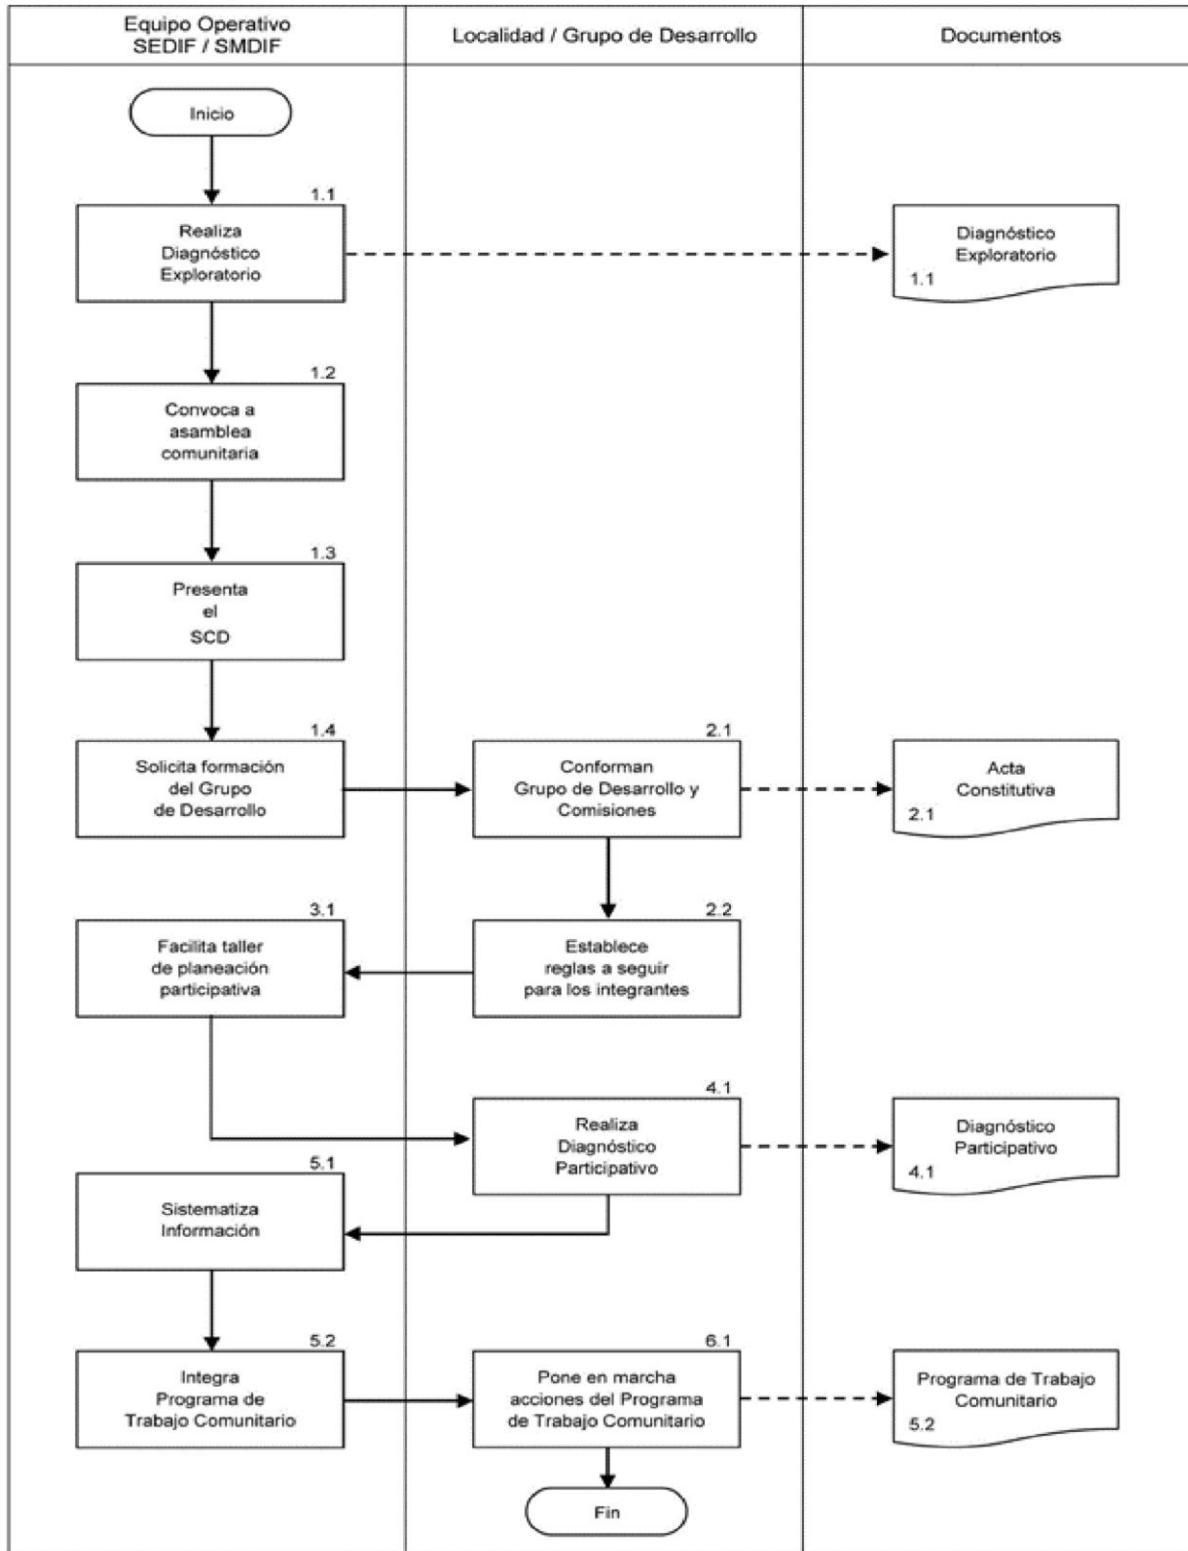 Equipo Operativo
SEDIF / SMDIF
Localidad / Grupo de Desarrollo
Documentos
Inicio
1.1
Realiza
Diagnóstico
Exploratorio
Diagnóstico
Exploratorio
1.1
1.2
Convoca a
asamblea
comunitaria
1.3
Presenta
el
SCD
1.4
Solicita formación
del Grupo
de Desarrollo
2.1
Conforman
Grupo de Desarrollo y
Comisiones
Acta
Constitutiva
2.1
3.1
Facilita taller
de planeación
participativa
2.2
Establece
reglas a seguir
para los integrantes
4.1
Realiza
Diagnóstico
Participativo
Diagnóstico
Participativo
4.1
5.1
Sistematiza
Información
5.2
Integra
Programa de
Trabajo Comunitario
6.1
Pone en marcha
acciones del Programa
de Trabajo Comunitario
Programa de Trabajo
Comunitario
5.2
Fin